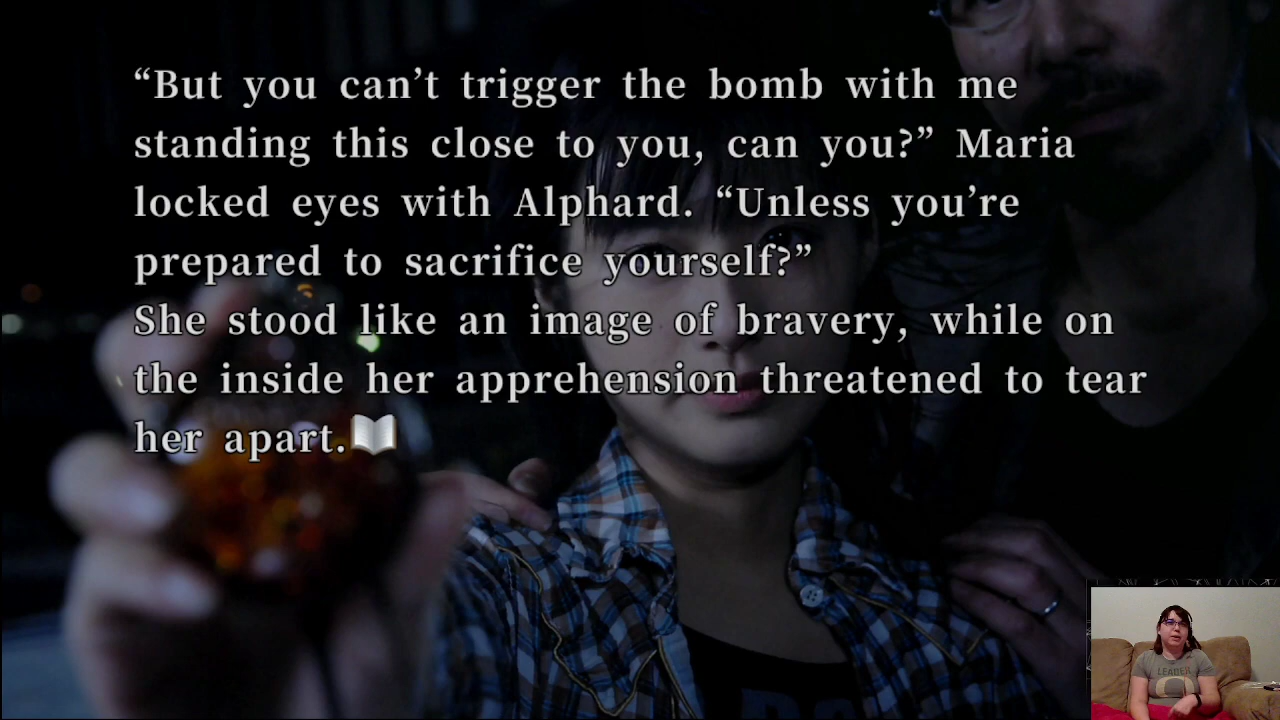 “But you can’t trigger the bomb with me
standing this close to you, can you?” Maria
locked eyes with Alphard. “Unless you’re
prepared to sacrifice yourself?”
She stood like an image of bravery, while on
the inside her apprehension threatened to tear
her apart.
LEADER